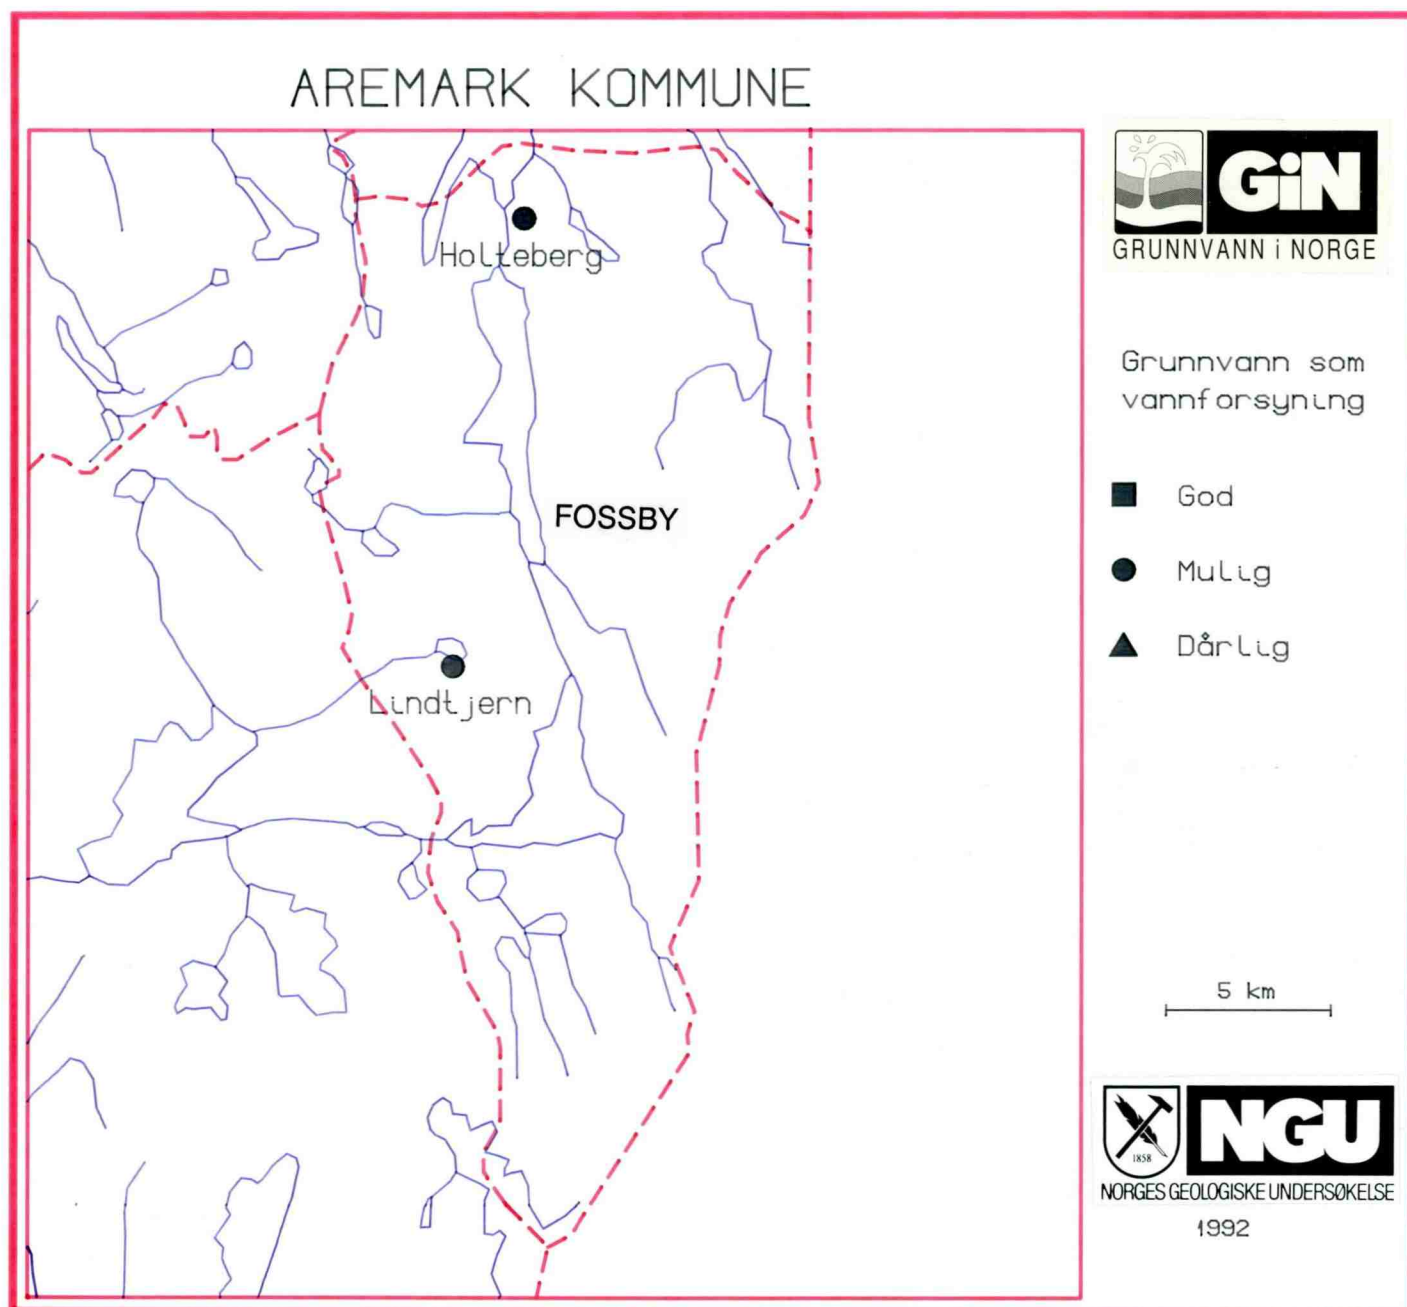 AREMARK KOMMUNE
GiN
GRUNNVANN i NORGE
Holteberg
Grunnvann som
vannforsyning
God
FOSSBY
Mulig
Dårlig
Lindtjern
5 km
1858
NGU
NORGES GEOLOGISKE UNDERSØKELSE
1992